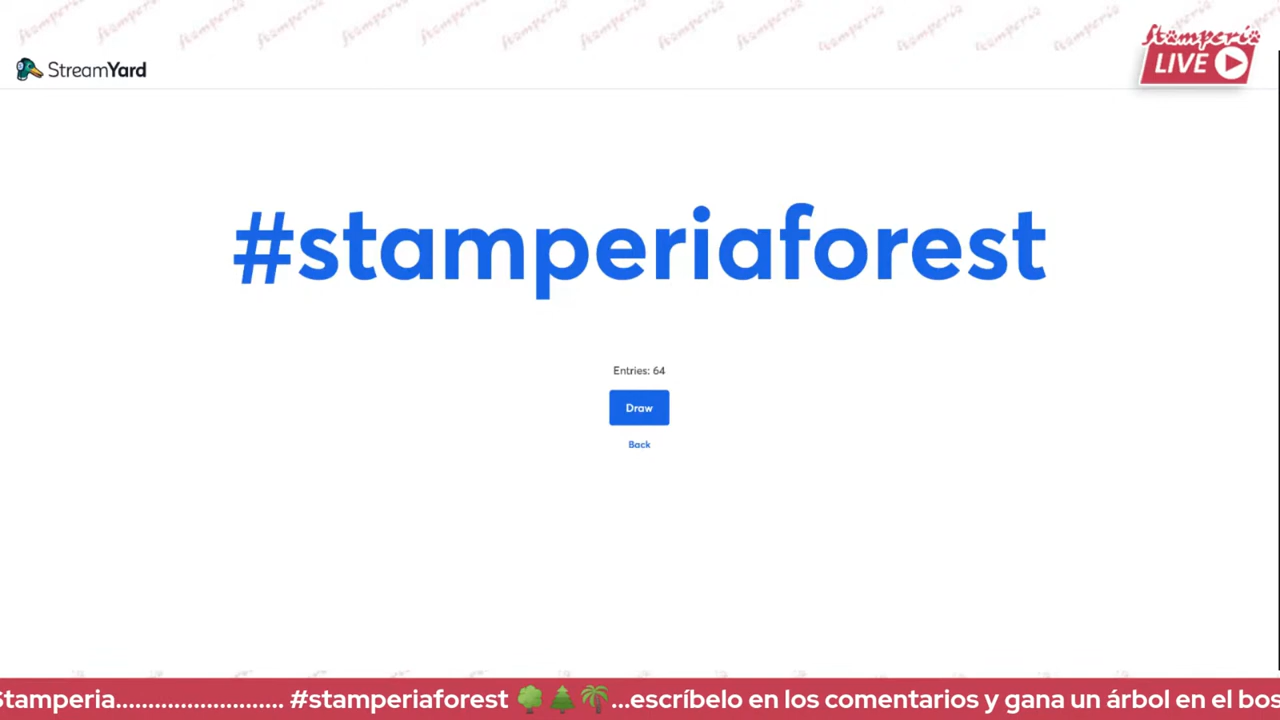 Stamperia
LIVE
StreamYard
#stamperiaforest
Entries: 64
Draw
Back
Stamperia.......................... #stamperiaforest 🌳🌲🌴...escríbelo en los comentarios y gana un árbol en el bos